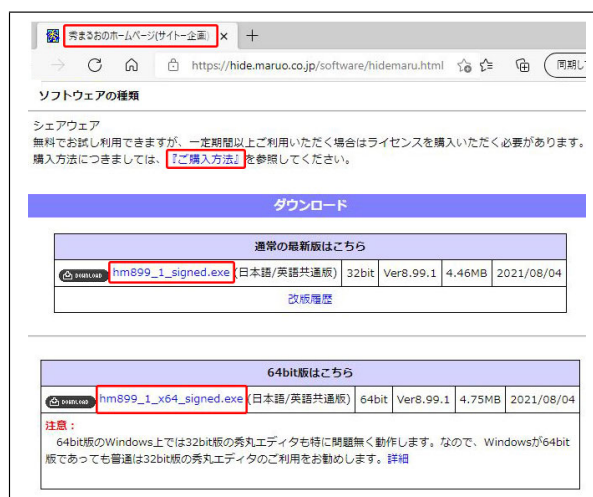 秀まるおのホームページ(サイトー企画)
https://hide.maruo.co.jp/software/hidemaru.html
同期し
ソフトウェアの種類
シェアウェア
無料でお試し利用できますが、一定期間以上ご利用いただく場合はライセンスを購入いただく必要があります。
購入方法につきましては、『ご購入方法』を参照してください。
ダウンロード
通常の最新版はこちら
DOWNLOAD hm899_1_signed.exe (日本語/英語共通版) 32bit Ver8.99.1 4.46MB 2021/08/04
改版履歴
64bit版はこちら
DOWNLOAD hm899_1_x64_signed.exe (日本語/英語共通版) 64bit Ver8.99.1 4.75MB 2021/08/04
注意：
64bit版のWindows上では32bit版の秀丸エディタも特に問題無く動作します。なので、Windowsが64bit
版であっても普通は32bit版の秀丸エディタのご利用をお勧めします。詳細